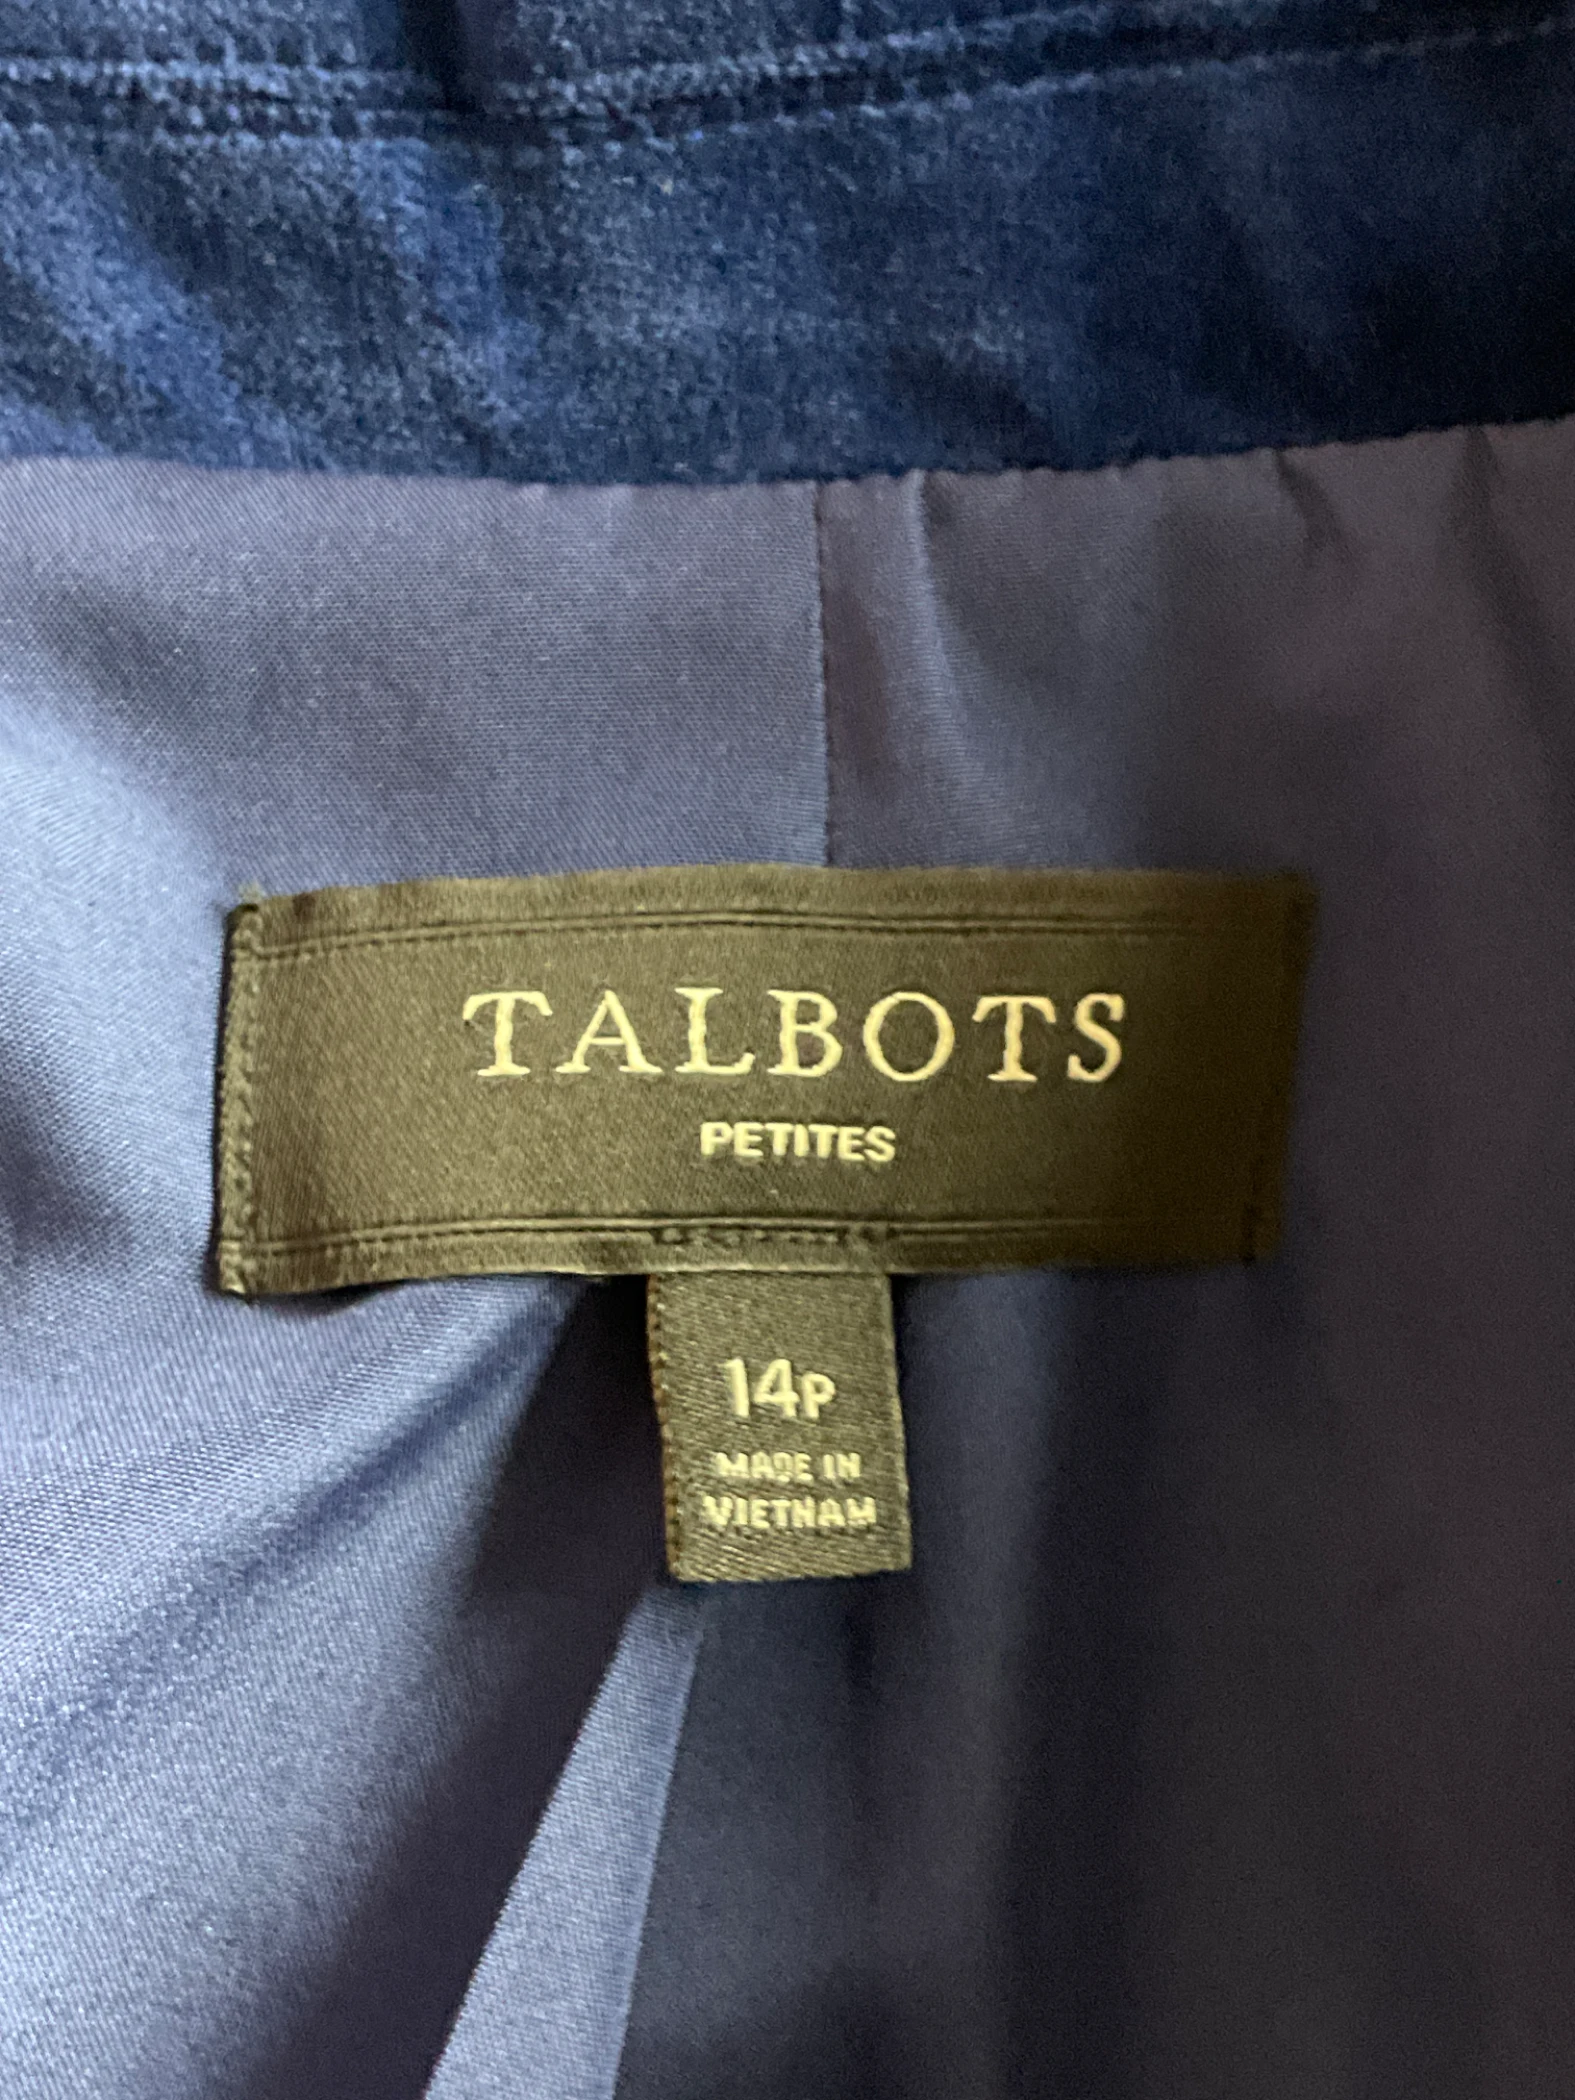 TALBOTS
PETITES
14P
MADE IN
VIETNAM